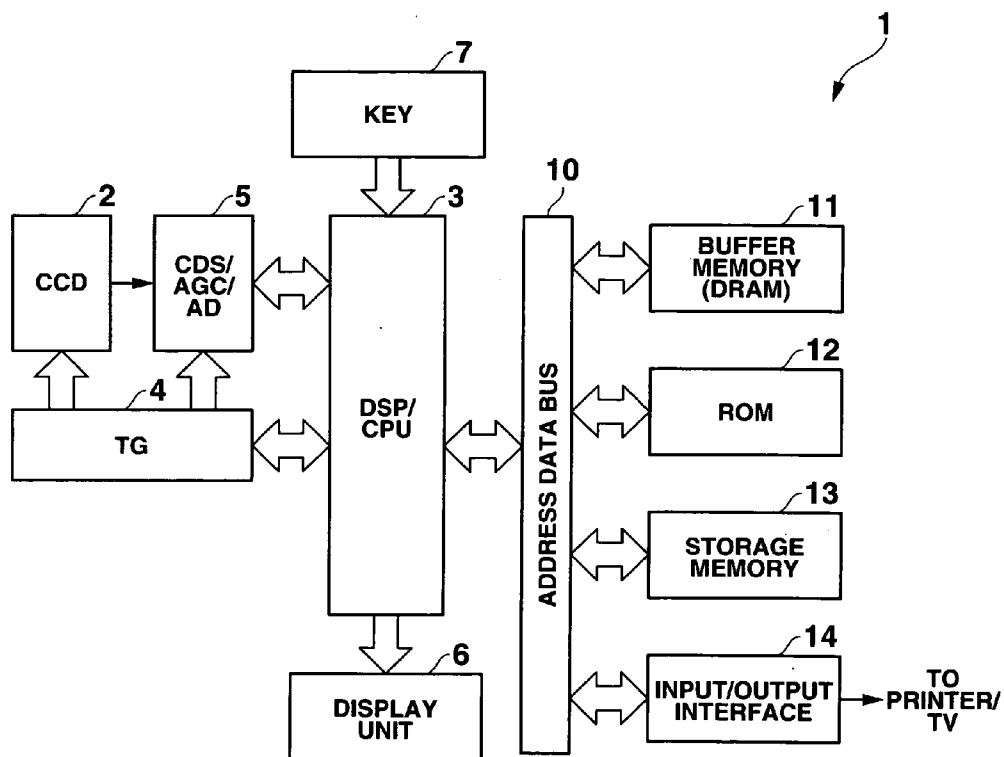 1
7
KEY
2
CCD
5
CDS/
AGC/
AD
3
DSP/
CPU
4
TG
6
DISPLAY
UNIT
10
ADDRESS DATA BUS
11
BUFFER
MEMORY
(DRAM)
12
ROM
13
STORAGE
MEMORY
14
INPUT/OUTPUT
INTERFACE
TO
PRINTER/
TV